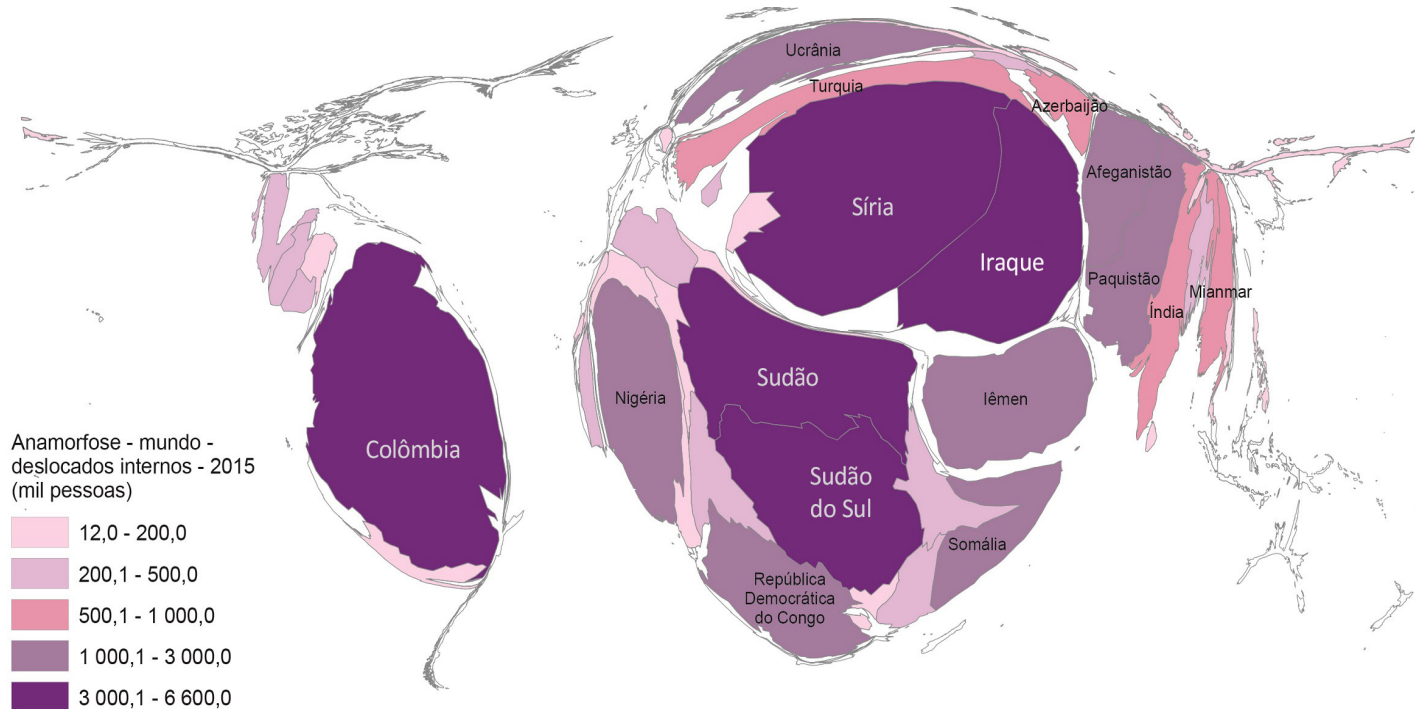 Ucrânia
Turquia
Azerbaijão
Afeganistão
Síria
Iraque
Paquistão
Mianmar
Índia
Sudão
Nigéria
Iêmen
Colômbia
Sudão
do Sul
Somália
República
Democrática
do Congo
Anamorfose - mundo -
deslocados internos - 2015
(mil pessoas)
12,0 - 200,0
200,1 - 500,0
500,1 - 1 000,0
1 000,1 - 3 000,0
3 000,1 - 6 600,0